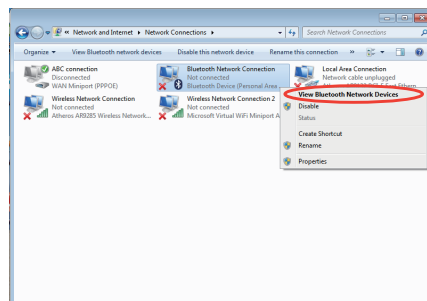 « Network and Internet ▸ Network Connections ▸
Search Network Connections
Organize
View Bluetooth network devices
Disable this network device
Rename this connection
»
ABC connection
Disconnected
WAN Miniport (PPPOE)
Bluetooth Network Connection
Not connected
Bluetooth Device (Personal Area
Local Area Connection
Network cable unplugged
Wireless Network Connection
Not connected
Atheros AR9285 Wireless Network...
Wireless Network Connection 2
Not connected
Microsoft Virtual WiFi Miniport A
View Bluetooth Network Devices
Disable
Status
Create Shortcut
Rename
Properties